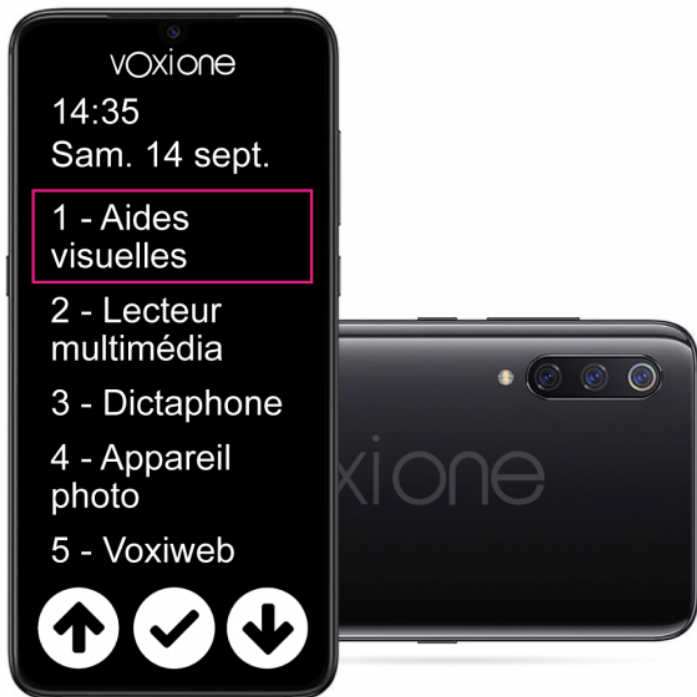 vOxione
14:35
Sam. 14 sept.
1 - Aides
visuelles
2 - Lecteur
multimédia
3 - Dictaphone
4 - Appareil
photo
5 - Voxiweb
xione